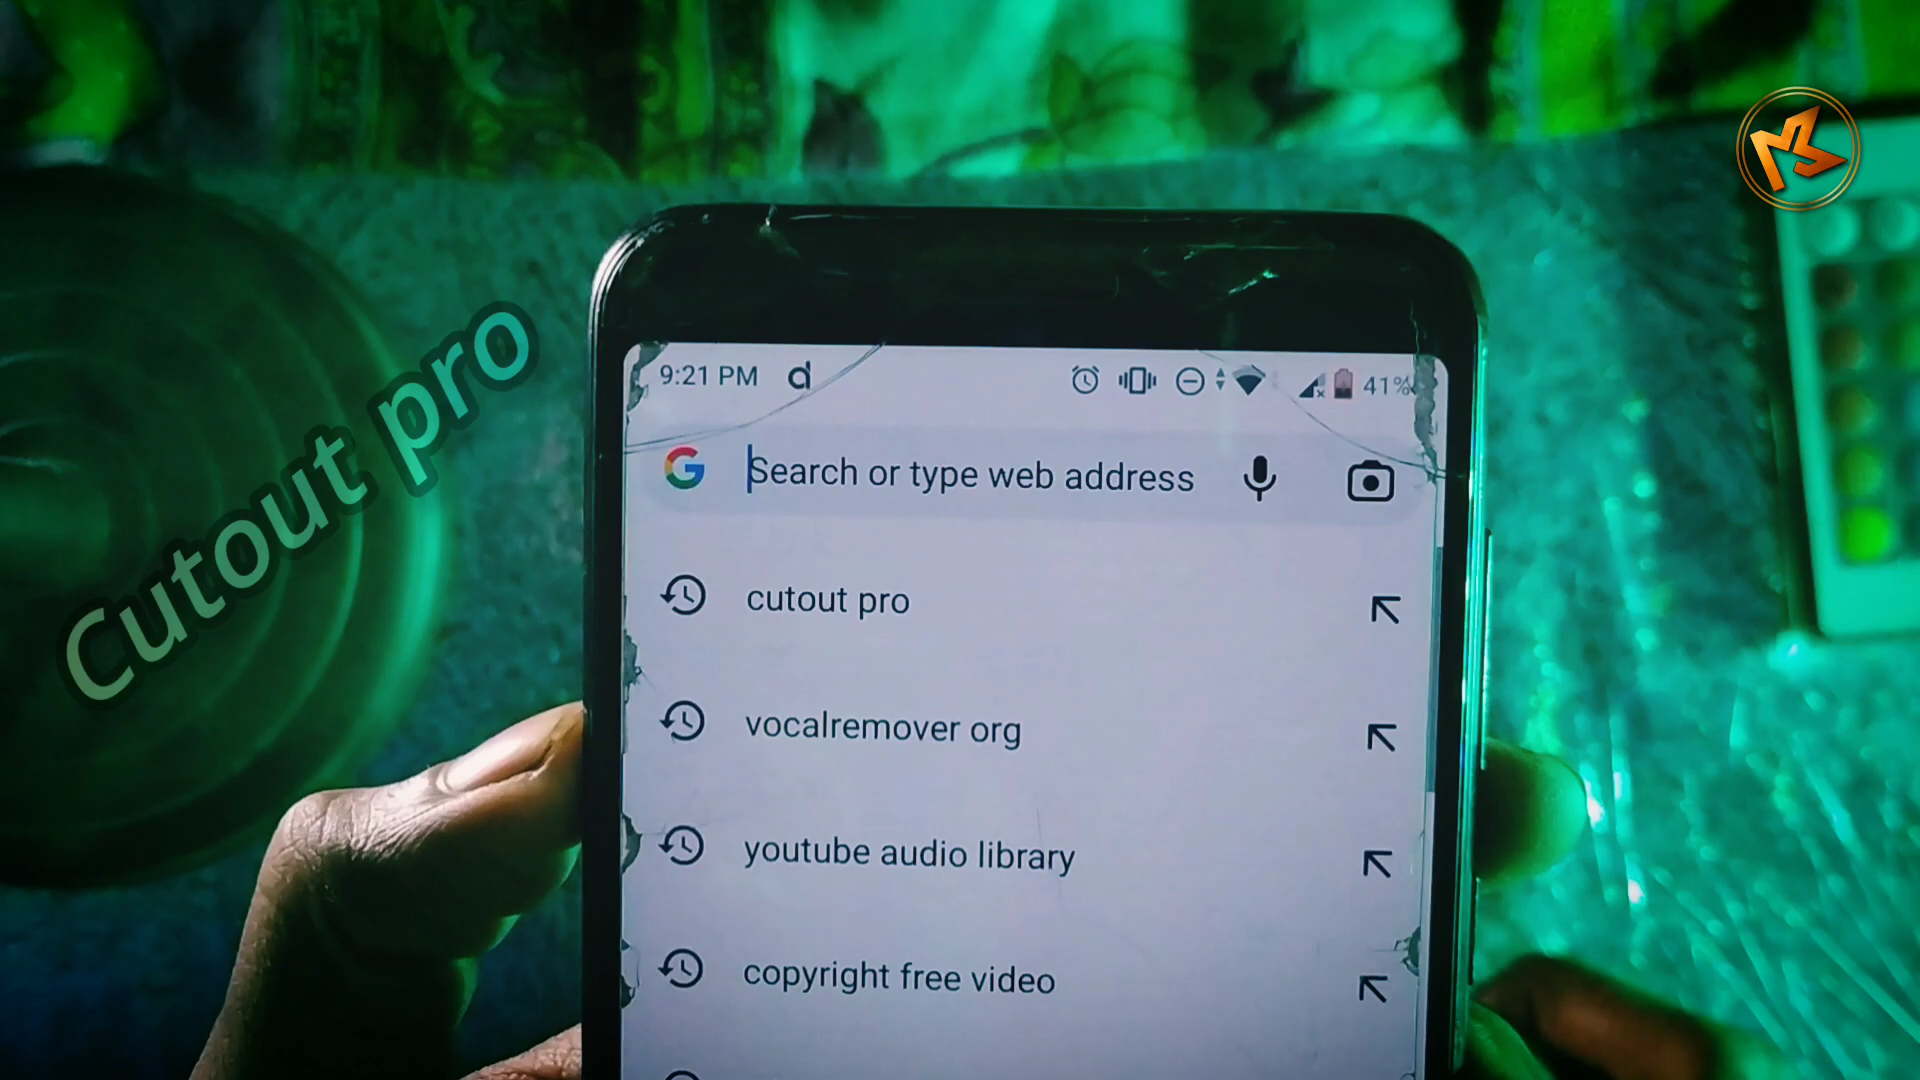 Cutout pro
9:21 PM
41%
Search or type web address
cutout pro
vocalremover org
youtube audio library
copyright free video